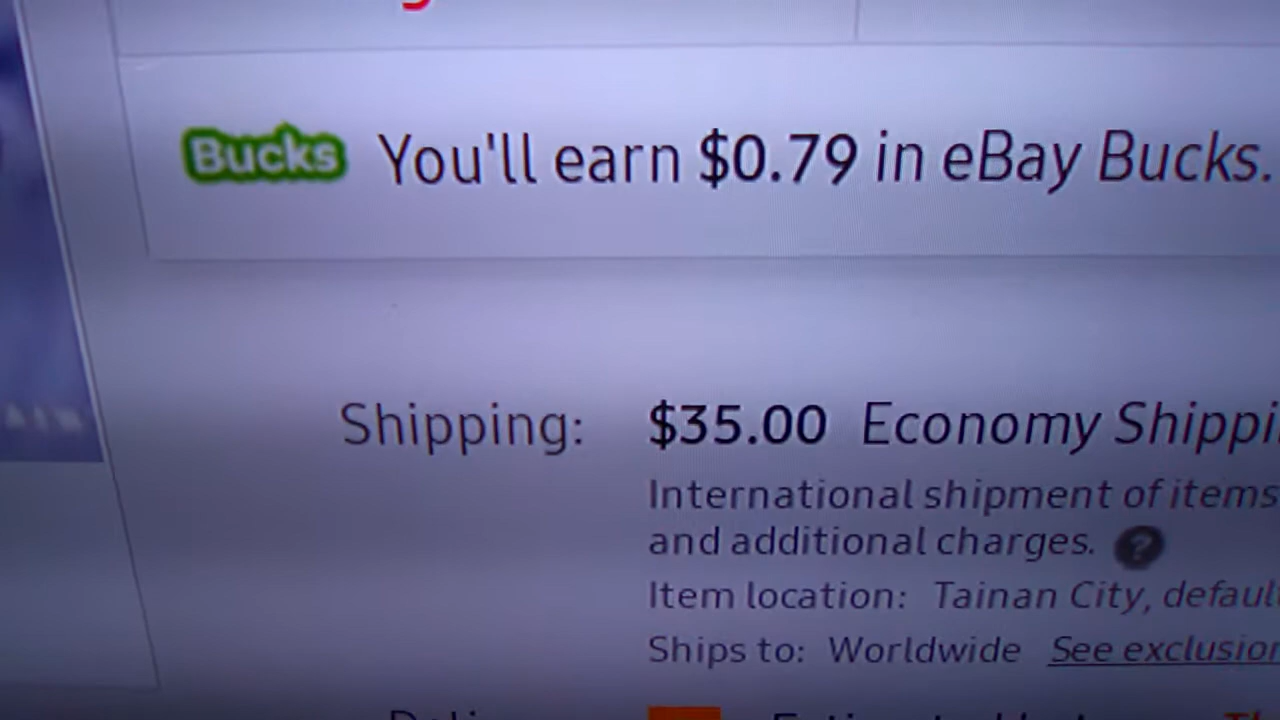 Bucks You'll earn $0.79 in eBay Bucks.
Shipping: $35.00 Economy Shippi
International shipment of items
and additional charges. ?
Item location: Tainan City, defaul
Ships to: Worldwide See exclusion